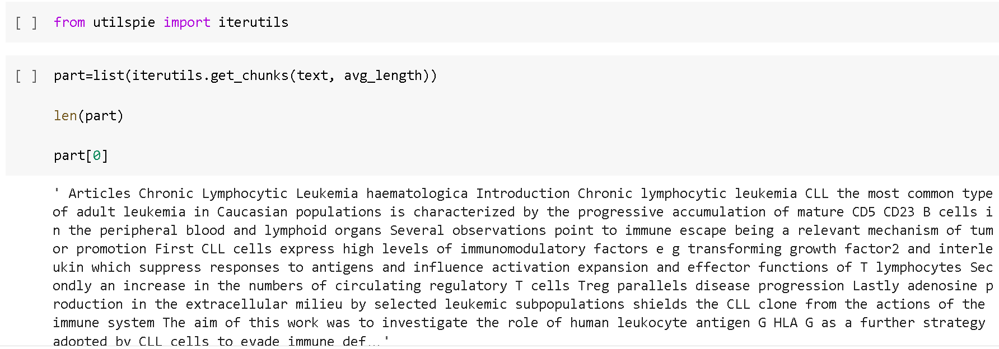 [ ] from utilspie import iterutils
[ ] part=list(iterutils.get_chunks(text, avg_length))
len(part)
part[0]
' Articles Chronic Lymphocytic Leukemia haematologica Introduction Chronic lymphocytic leukemia CLL the most common type
of adult leukemia in Caucasian populations is characterized by the progressive accumulation of mature CD5 CD23 B cells i
n the peripheral blood and lymphoid organs Several observations point to immune escape being a relevant mechanism of tum
or promotion First CLL cells express high levels of immunomodulatory factors e g transforming growth factor2 and interle
ukin which suppress responses to antigens and influence activation expansion and effector functions of T lymphocytes Sec
ondly an increase in the numbers of circulating regulatory T cells Treg parallels disease progression Lastly adenosine p
roduction in the extracellular milieu by selected leukemic subpopulations shields the CLL clone from the actions of the
immune system The aim of this work was to investigate the role of human leukocyte antigen G HLA G as a further strategy
adopted by CLL cells to evade immune def…'